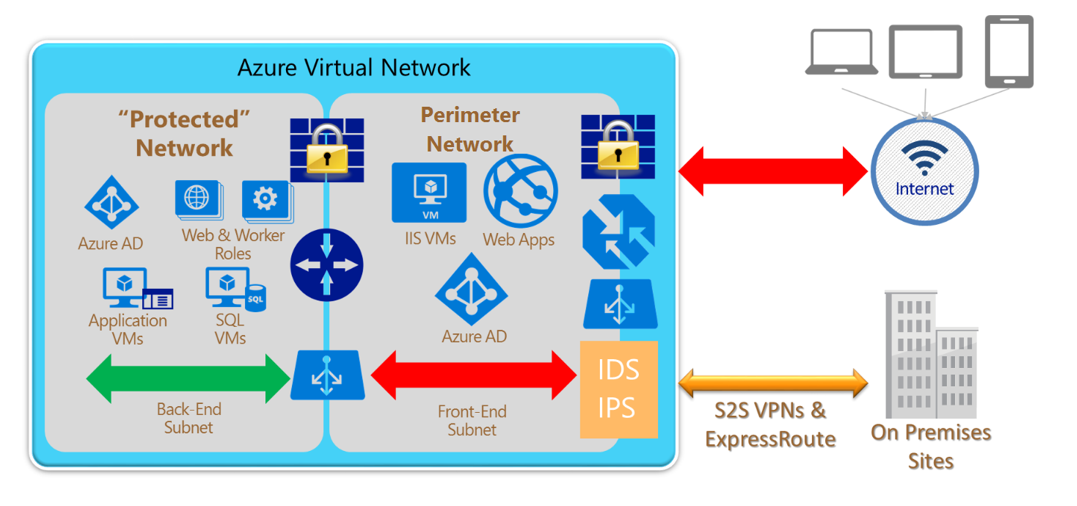 Azure Virtual Network
“Protected”
Network
Azure AD
Web & Worker
Roles
Application
VMs
SQL
SQL
VMs
Back-End
Subnet
Perimeter
Network
VM
IIS VMs
Web Apps
Azure AD
Front-End
Subnet
IDS
IPS
Internet
S2S VPNs &
ExpressRoute
On Premises
Sites